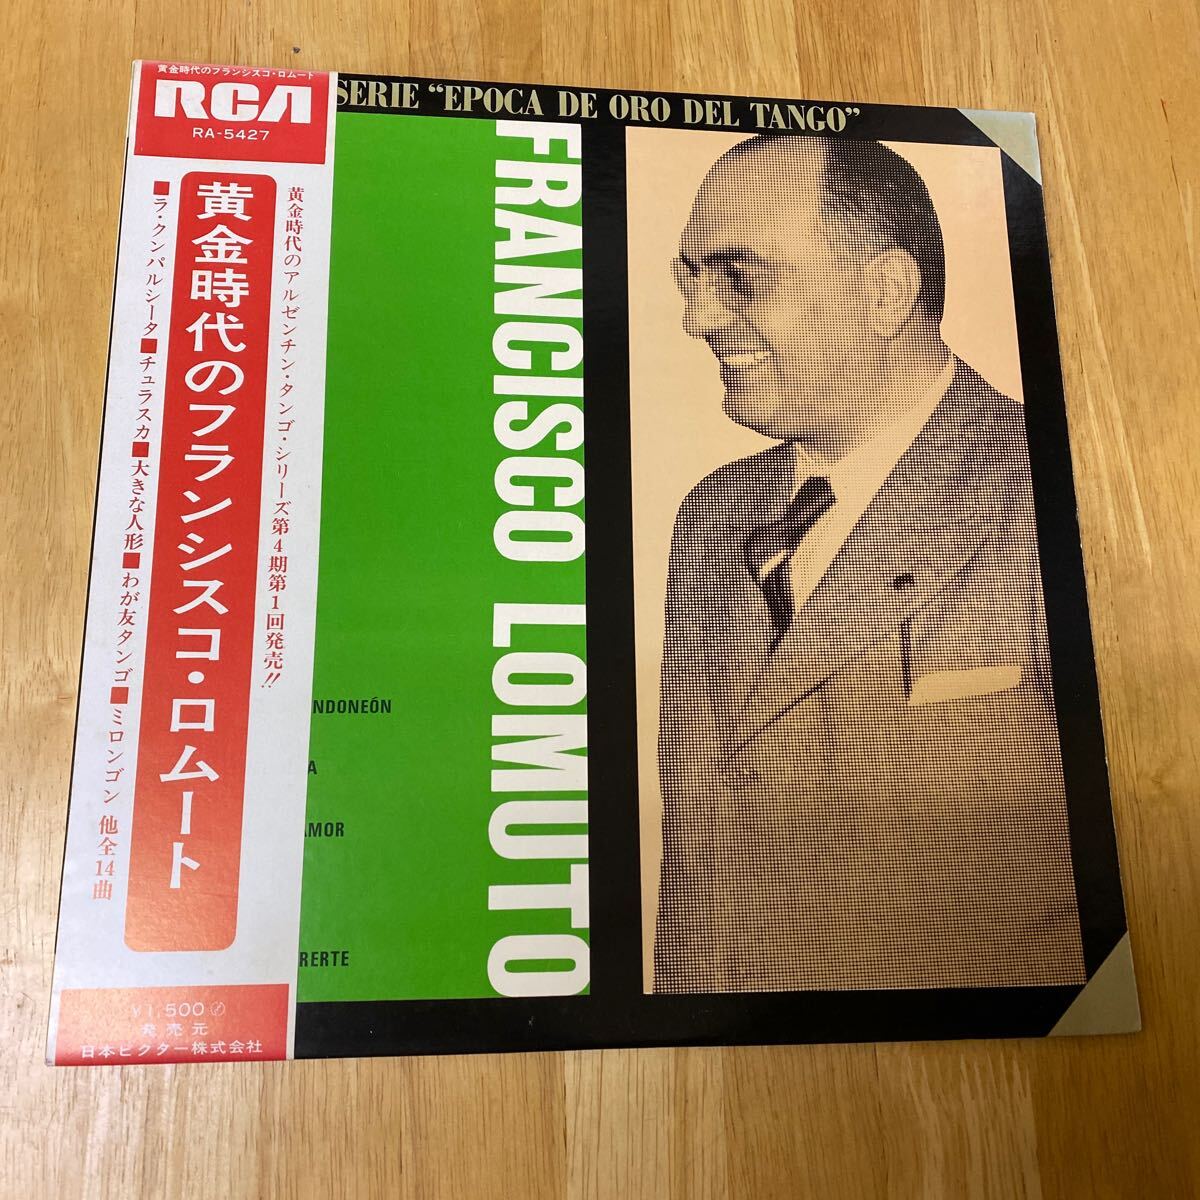 黄金時代のフランシスコ・ロムート
RCA
RA-5427
黄金時代のアルゼンチン・タンゴ・シリーズ第4期第1回発売!!
黄金時代のフランシスコ・ロムート
■ラ・クンパルシータ■チュラスカ■大きな人形■わが友タンゴ■ミロンゴン 他全14曲
¥1,500
発売元
日本ビクター株式会社
SERIE “EPOCA DE ORO DEL TANGO”
FRANCISCO LOMUTO
NDONEÓN
A
AMOR
RERTE